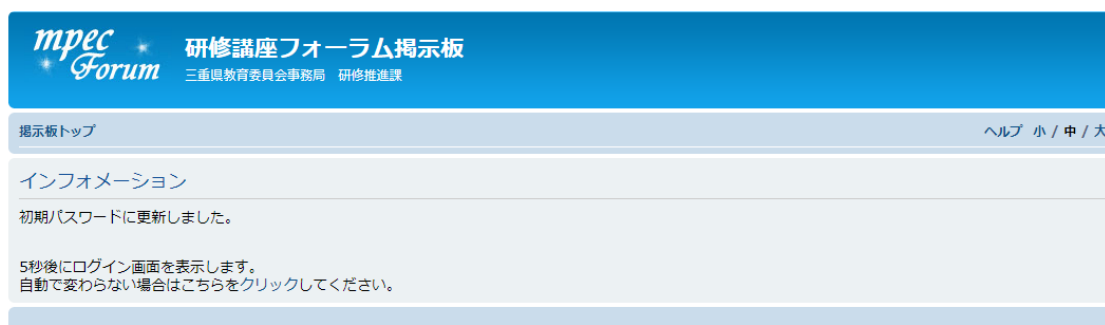 mpec
Forum
研修講座フォーラム掲示板
三重県教育委員会事務局 研修推進課
掲示板トップ
ヘルプ 小 / 中 / 大
インフォメーション
初期パスワードに更新しました。
5秒後にログイン画面を表示します。
自動で変わらない場合はこちらをクリックしてください。